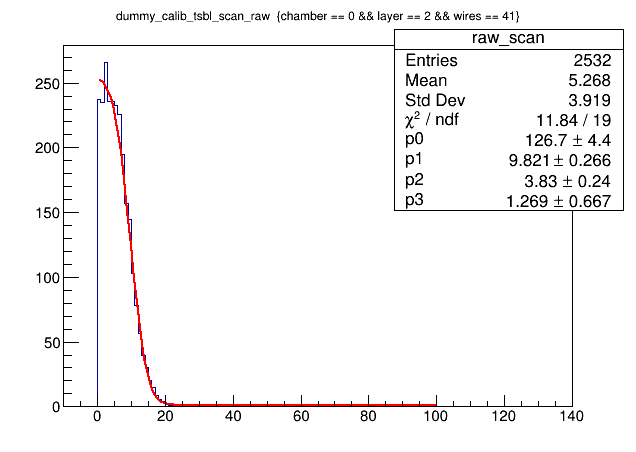 dummy_calib_tsbl_scan_raw {chamber == 0 && layer == 2 && wires == 41}
raw_scan
Entries 2532
Mean 5.268
Std Dev 3.919
χ² / ndf 11.84 / 19
p0 126.7 ± 4.4
p1 9.821 ± 0.266
p2 3.83 ± 0.24
p3 1.269 ± 0.667
250
200
150
100
50
0
0 20 40 60 80 100 120 140